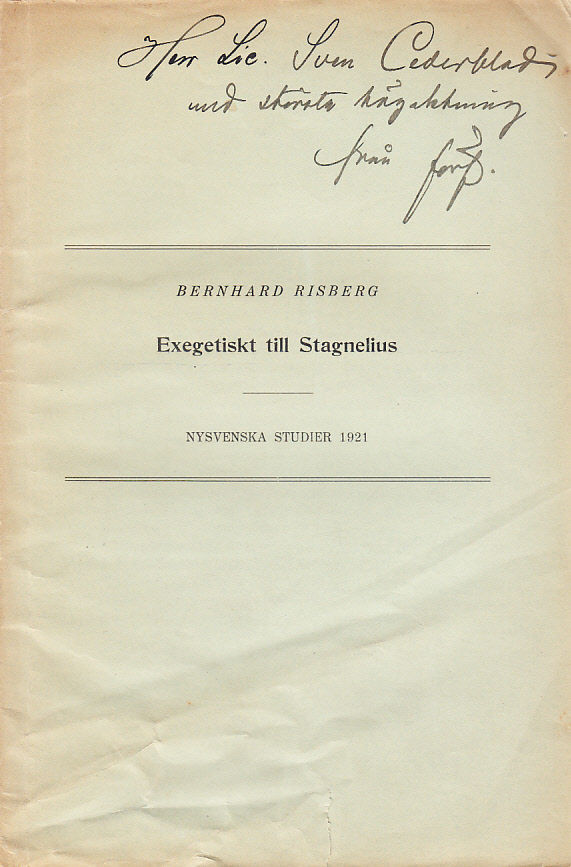 Herr Lic. Sven Cederblad
med största högaktning
från förf.
BERNHARD RISBERG
Exegetiskt till Stagnelius
NYSVENSKA STUDIER 1921